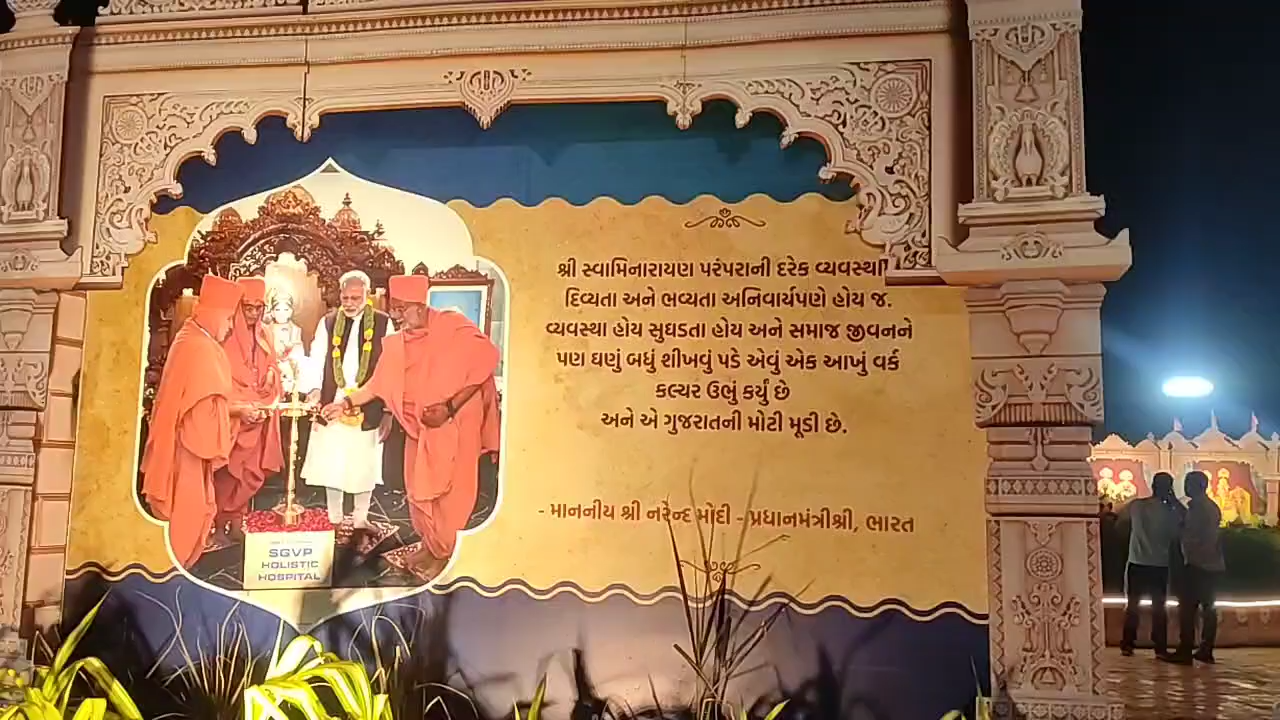 શ્રી સ્વામિનારાયણ પરંપરાની દરેક વ્યવસ્થા
દિવ્યતા અને ભવ્યતા અનિવાર્યપણે હોય જ.
વ્યવસ્થા હોય સુઘડતા હોય અને સમાજ જીવનને
પણ ઘણું બધું શીખવું પડે એવું એક આખું વર્ક
કલ્ચર ઉભું કર્યું છે
અને એ ગુજરાતની મોટી મૂડી છે.
- માનનીય શ્રી નરેન્દ્ર મોદી - પ્રધાનમંત્રીશ્રી, ભારત
SGVP
HOLISTIC
HOSPITAL